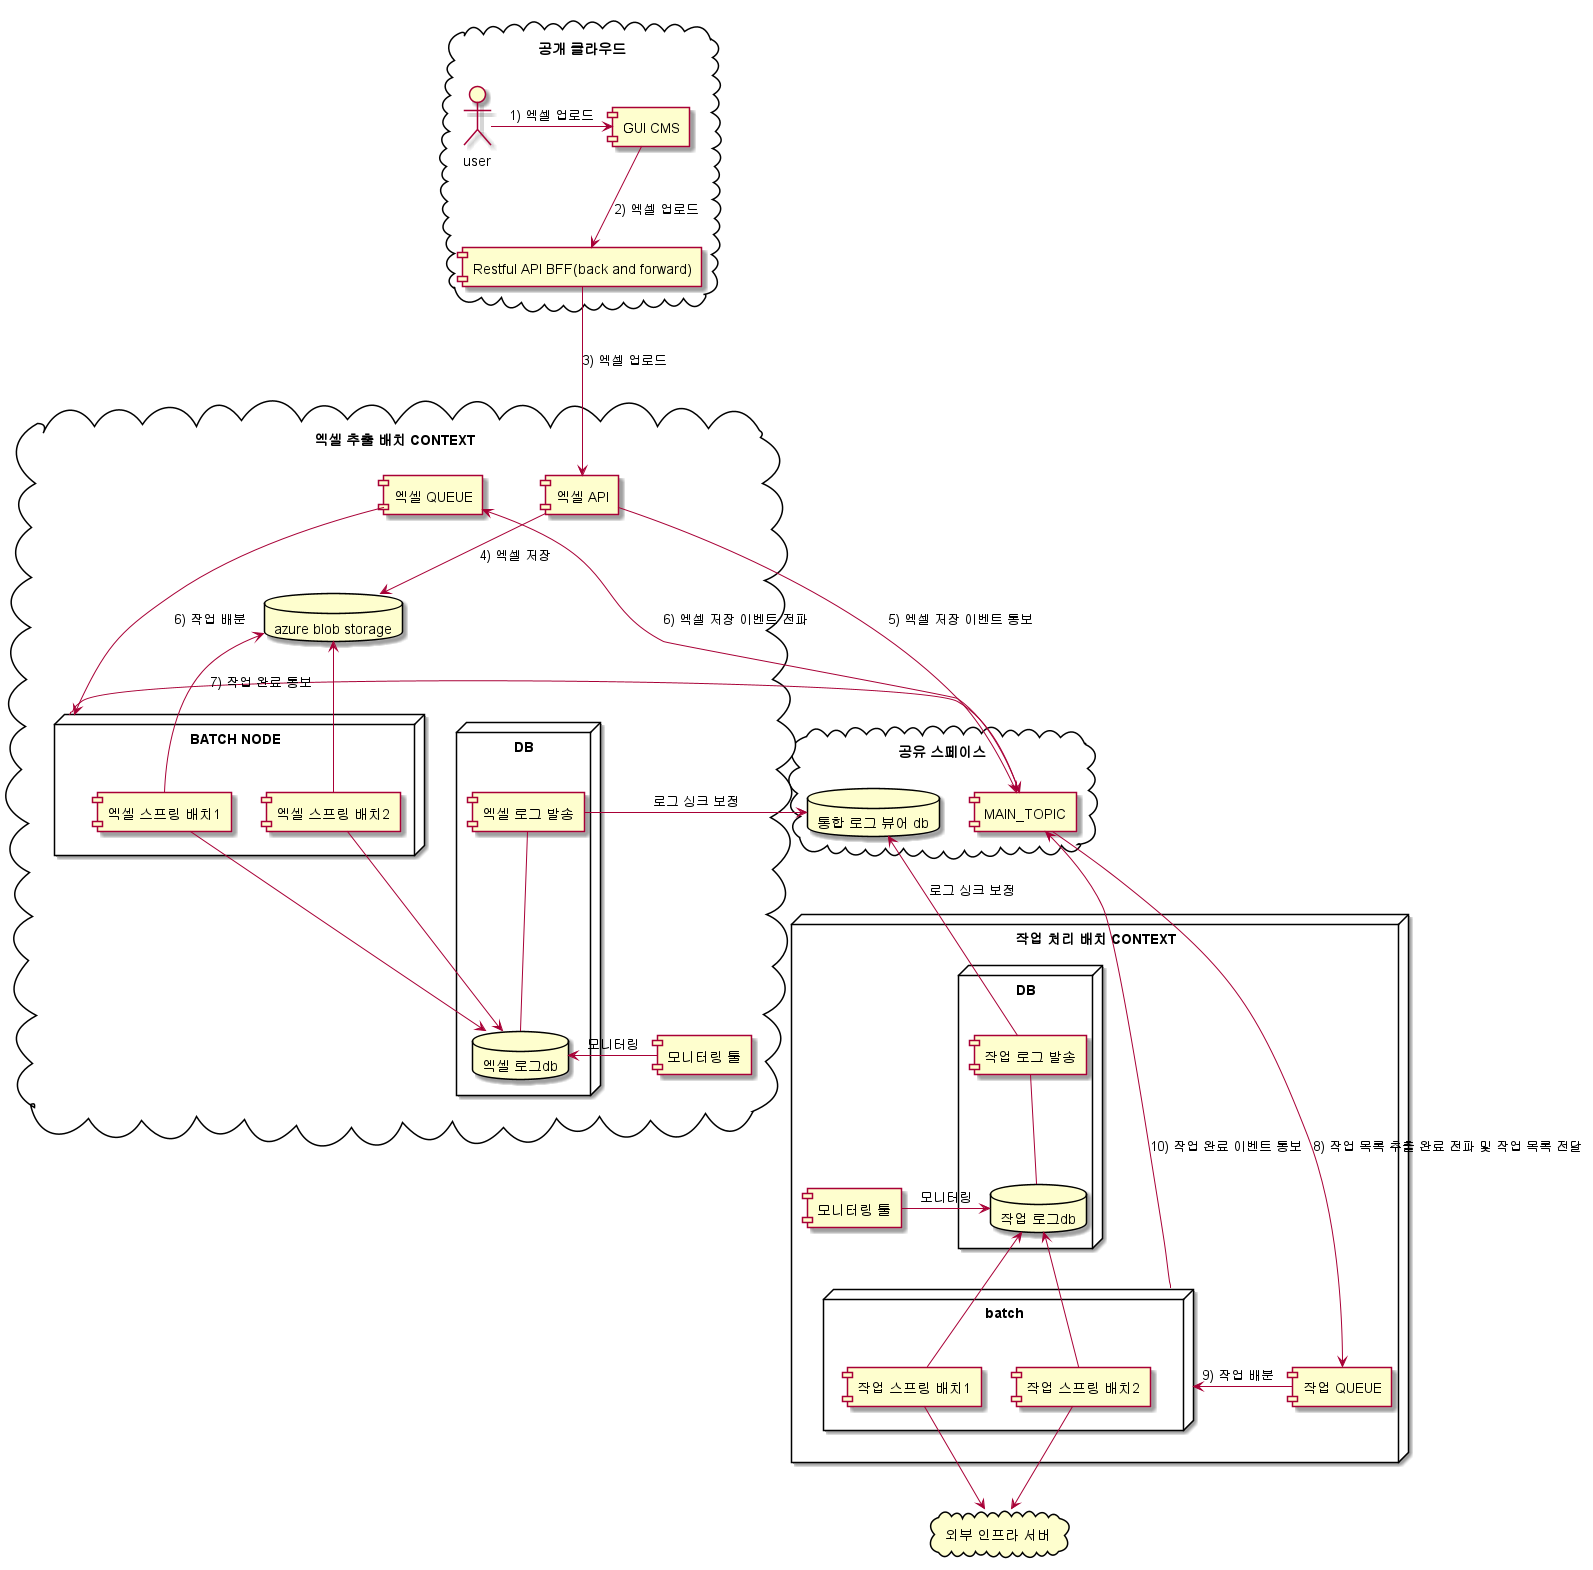 공개 클라우드
1) 엑셀 업로드
GUI CMS
user
2) 엑셀 업로드
Restful API BFF(back and forward)
3) 엑셀 업로드
엑셀 추출 배치 CONTEXT
엑셀 QUEUE
엑셀 API
4) 엑셀 저장
6) 작업 배분
azure blob storage
6) 엑셀 저장 이벤트 전파
5) 엑셀 저장 이벤트 통보
7) 작업 완료 통보
BATCH NODE
DB
공유 스페이스
엑셀 스프링 배치1
엑셀 스프링 배치2
엑셀 로그 발송
로그 싱크 보정
통합 로그 뷰어 db
MAIN_TOPIC
로그 싱크 보정
작업 처리 배치 CONTEXT
DB
엑셀 로그db
모니터링
모니터링 툴
작업 로그 발송
10) 작업 완료 이벤트 통보
8) 작업 목록 추출 완료 전파 및 작업 목록 전달
모니터링 툴
모니터링
작업 로그db
batch
작업 스프링 배치1
작업 스프링 배치2
9) 작업 배분
작업 QUEUE
외부 인프라 서버